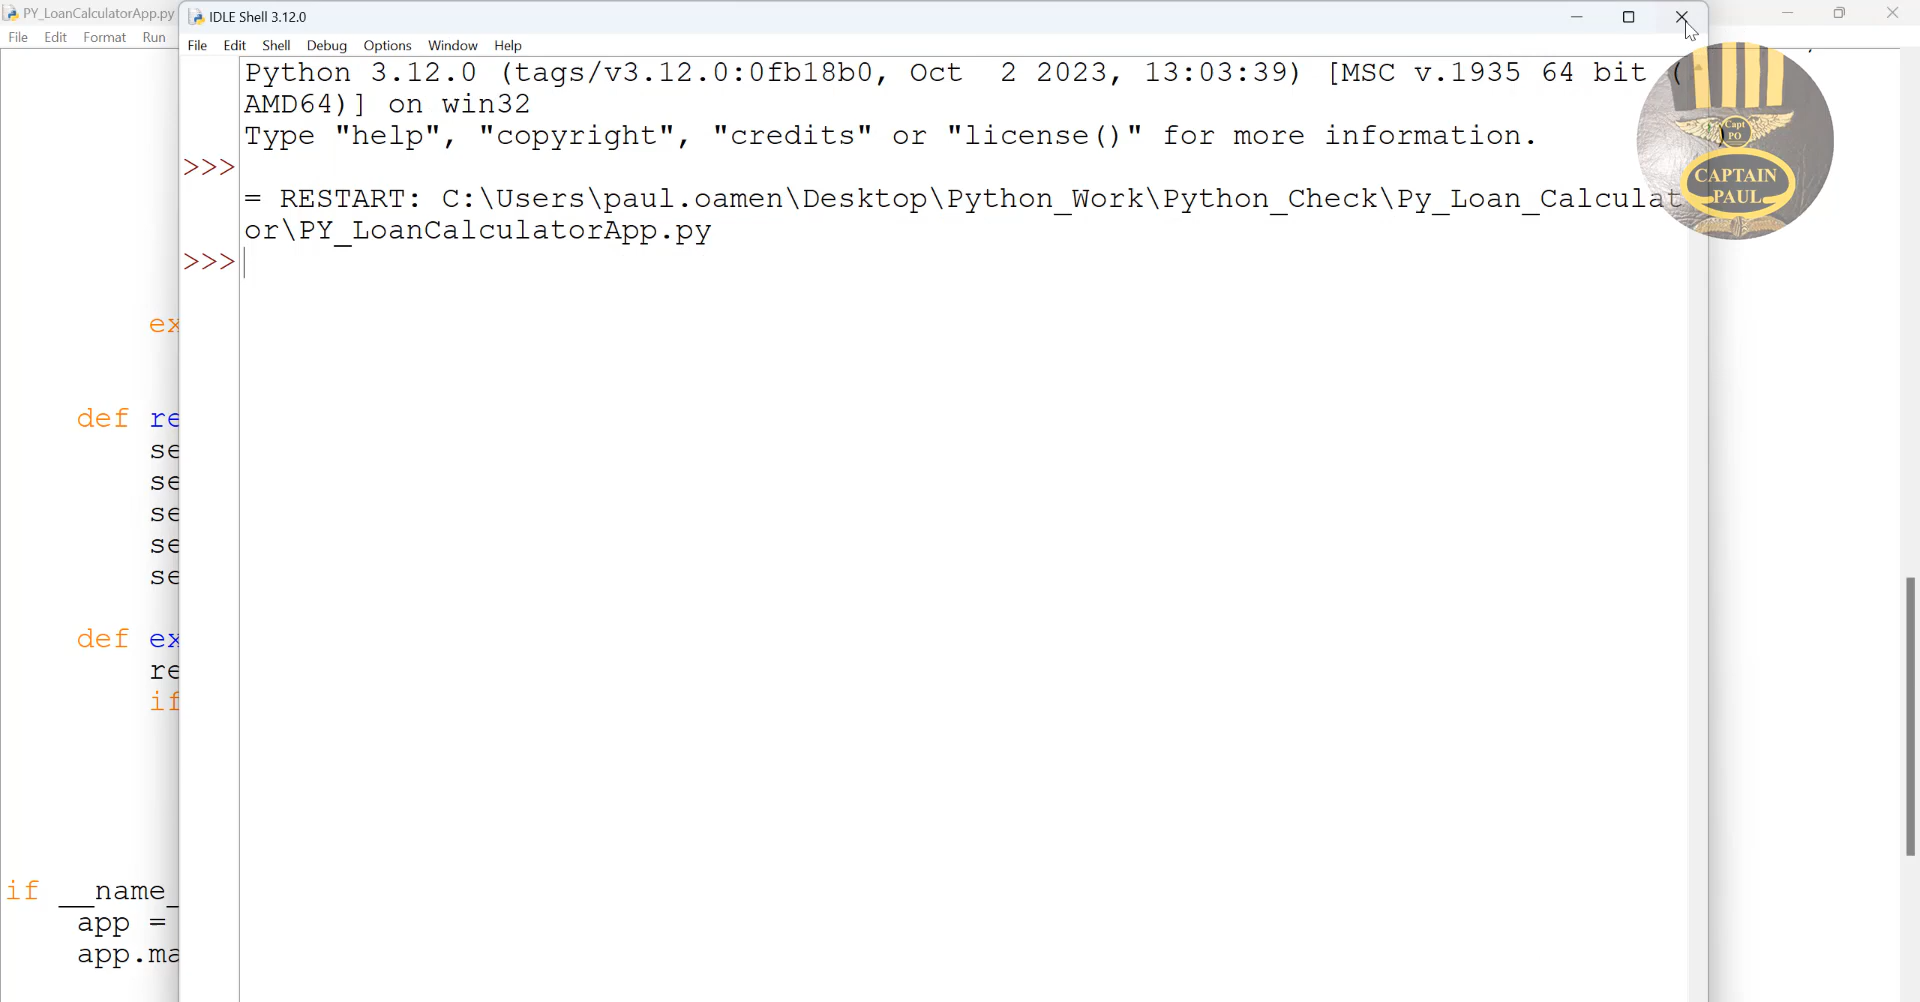 PY_LoanCalculatorApp.py
File Edit Format Run
IDLE Shell 3.12.0
File Edit Shell Debug Options Window Help
Python 3.12.0 (tags/v3.12.0:0fb18b0, Oct  2 2023, 13:03:39) [MSC v.1935 64 bit (
AMD64)] on win32
Type "help", "copyright", "credits" or "license()" for more information.
>>>
= RESTART: C:\Users\paul.oamen\Desktop\Python_Work\Python_Check\Py_Loan_Calculat
or\PY_LoanCalculatorApp.py
>>>
Capt
PO
CAPTAIN
PAUL
ex
def re
se
se
se
se
se
def ex
re
if
if __name_
app =
app.ma